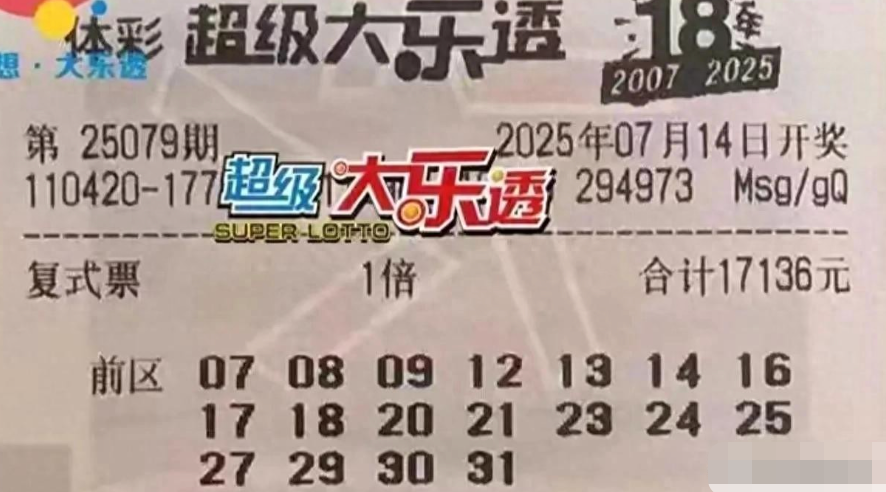 体彩 超级大乐透 18年
想·大乐透
2007 2025
第 25079期 2025年07月14日开奖
110420-177 超级大乐透 294973 Msg/gQ
SUPER-LOTTO
复式票 1倍 合计17136元
前区 07 08 09 12 13 14 16
17 18 20 21 23 24 25
27 29 30 31